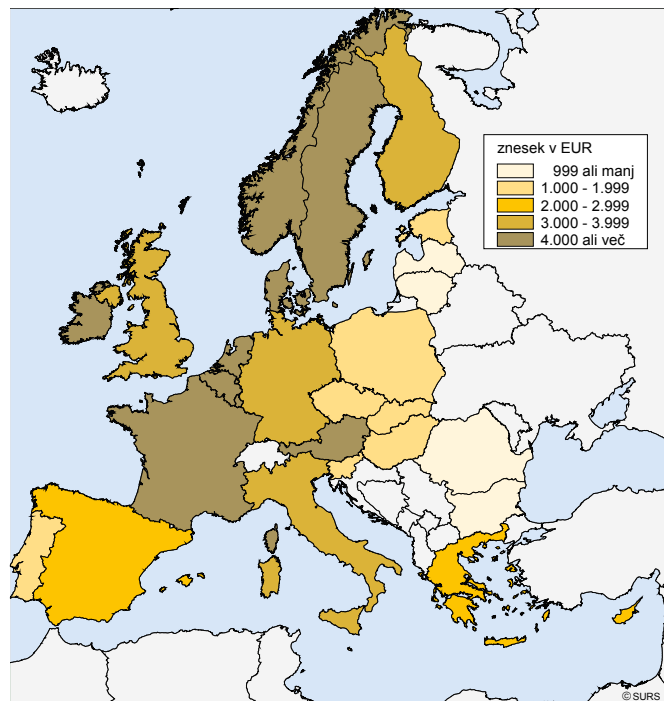 znesek v EUR
999 ali manj
1.000 - 1.999
2.000 - 2.999
3.000 - 3.999
4.000 ali več
© SURS